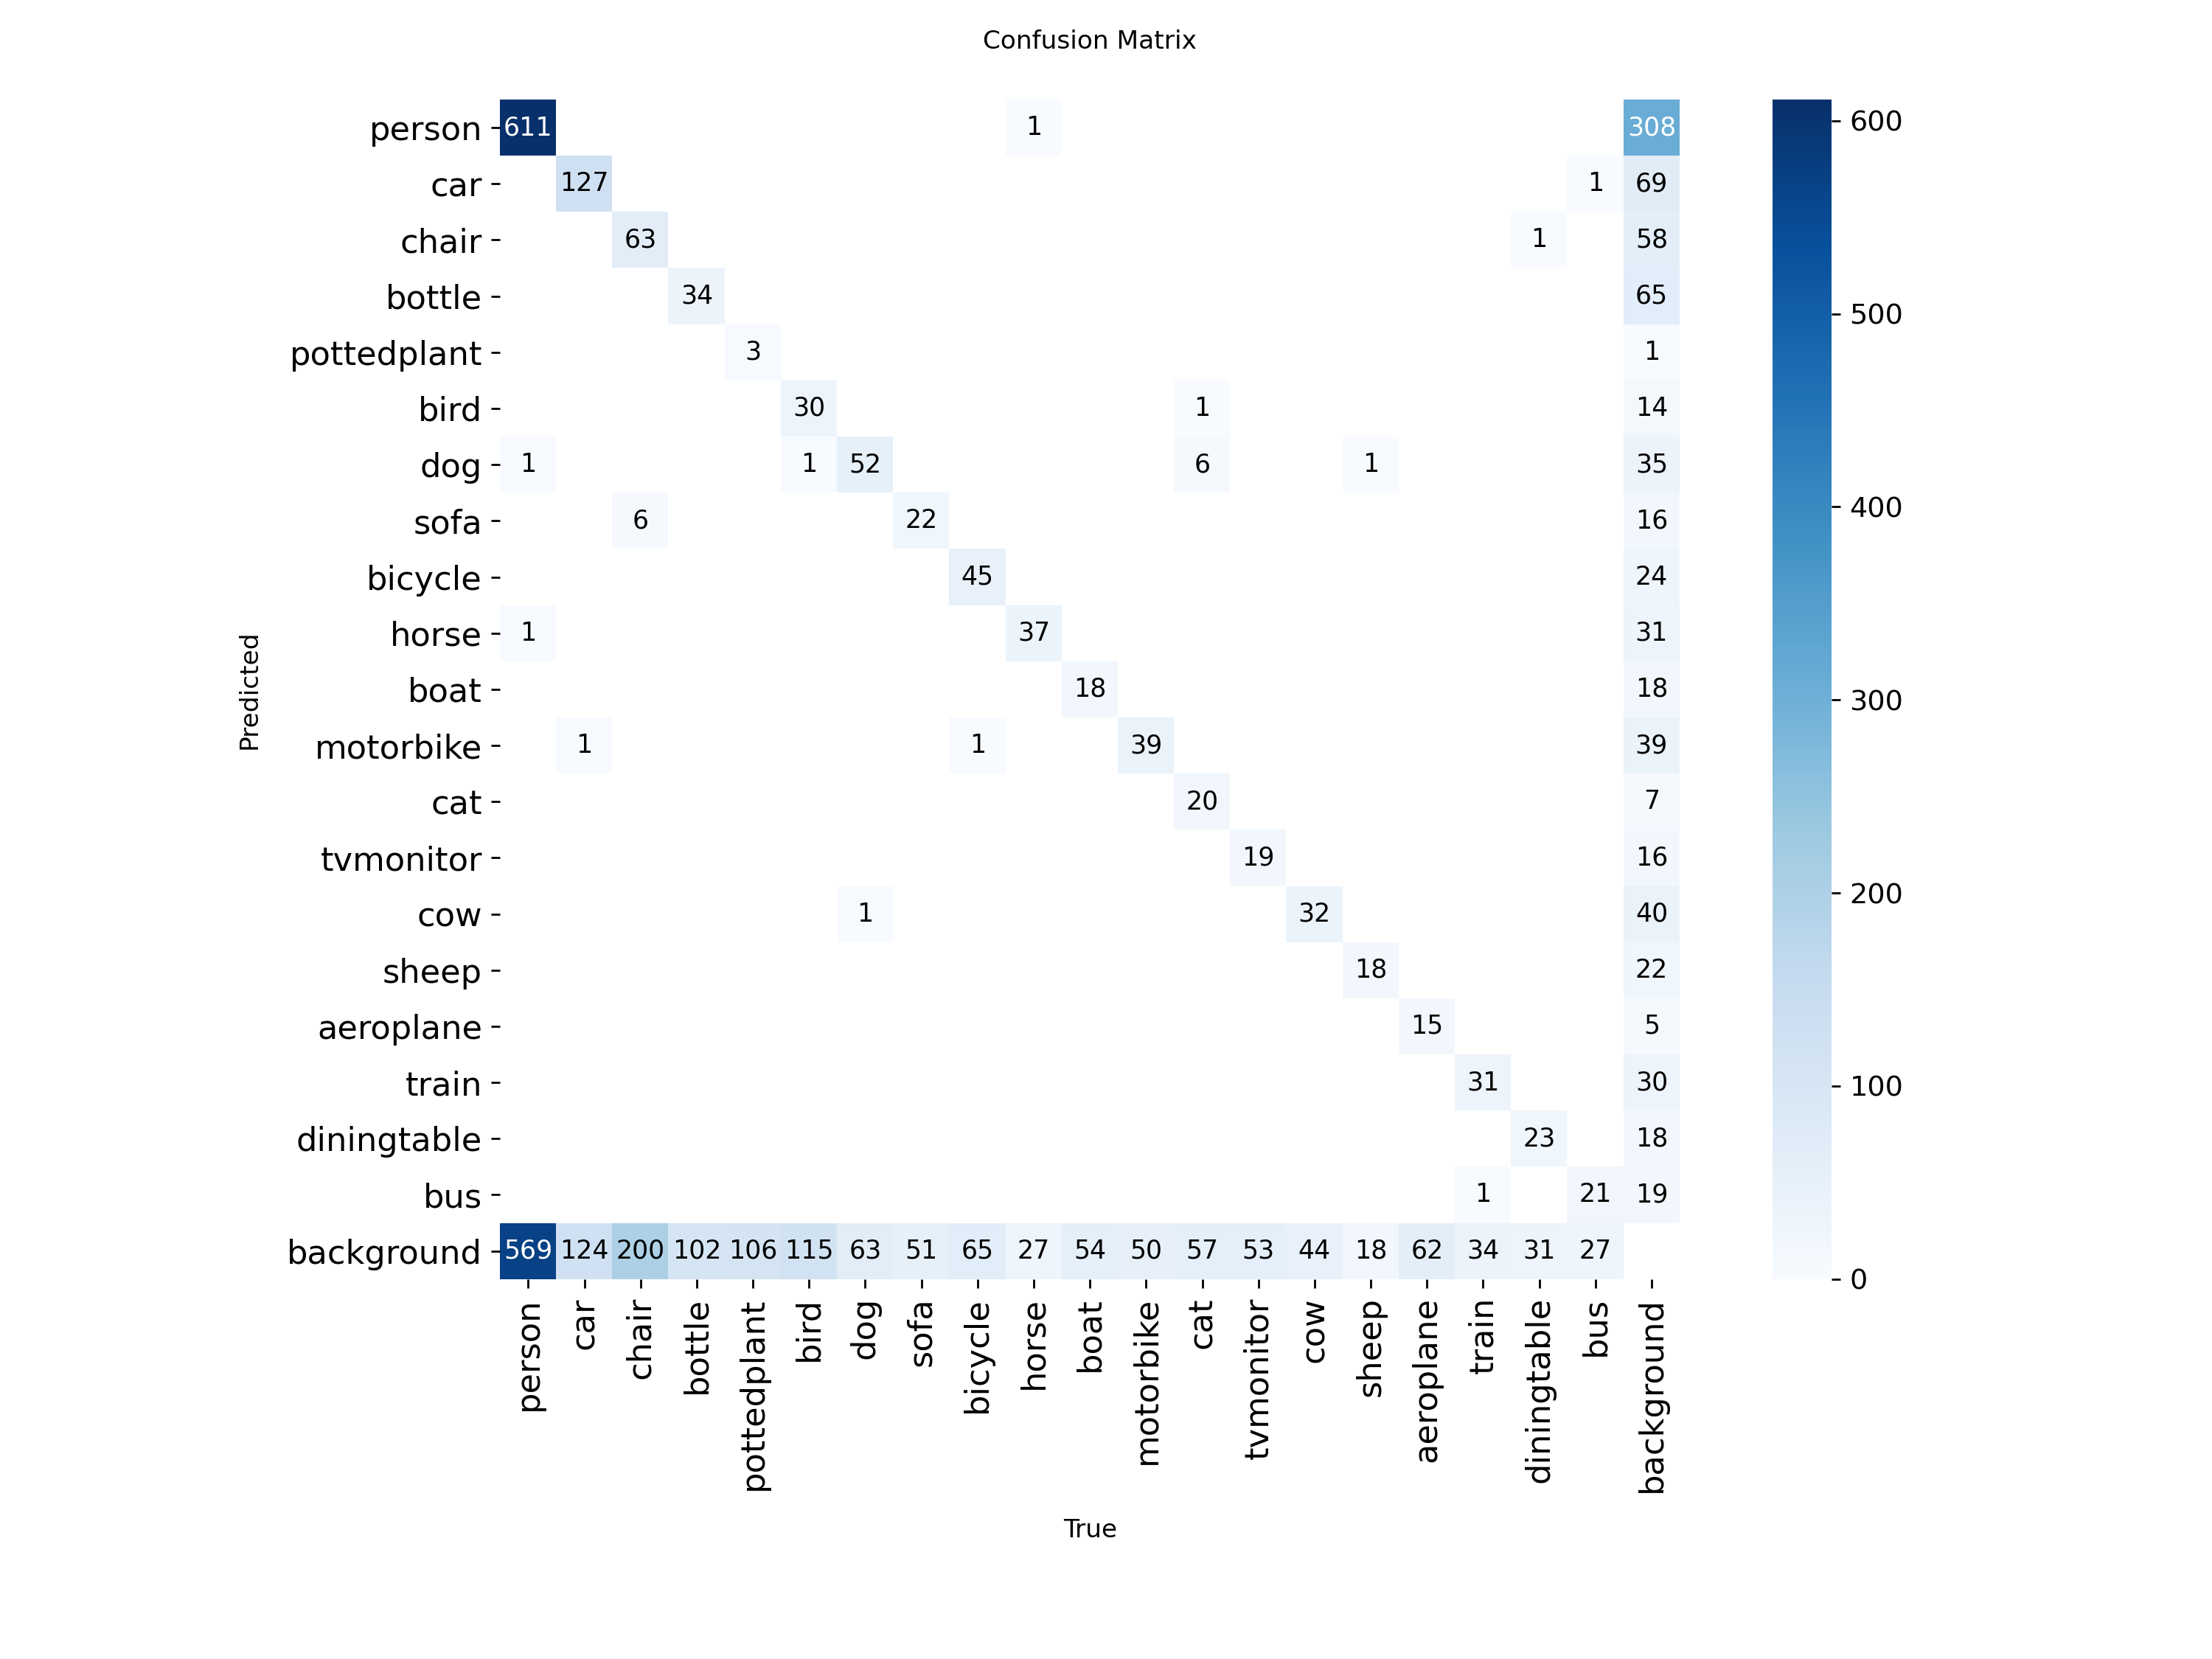 Confusion Matrix
person 611 1 308
car 127 1 69
chair 63 1 58
bottle 34 65
pottedplant 3 1
bird 30 1 14
dog 1 1 52 6 1 35
sofa 6 22 16
bicycle 45 24
horse 1 37 31
boat 18 18
motorbike 1 1 39 39
cat 20 7
tvmonitor 19 16
cow 1 32 40
sheep 18 22
aeroplane 15 5
train 31 30
diningtable 23 18
bus 1 21 19
background 569 124 200 102 106 115 63 51 65 27 54 50 57 53 44 18 62 34 31 27
person car chair bottle pottedplant bird dog sofa bicycle horse boat motorbike cat tvmonitor cow sheep aeroplane train diningtable bus background
True
Predicted
600
500
400
300
200
100
0